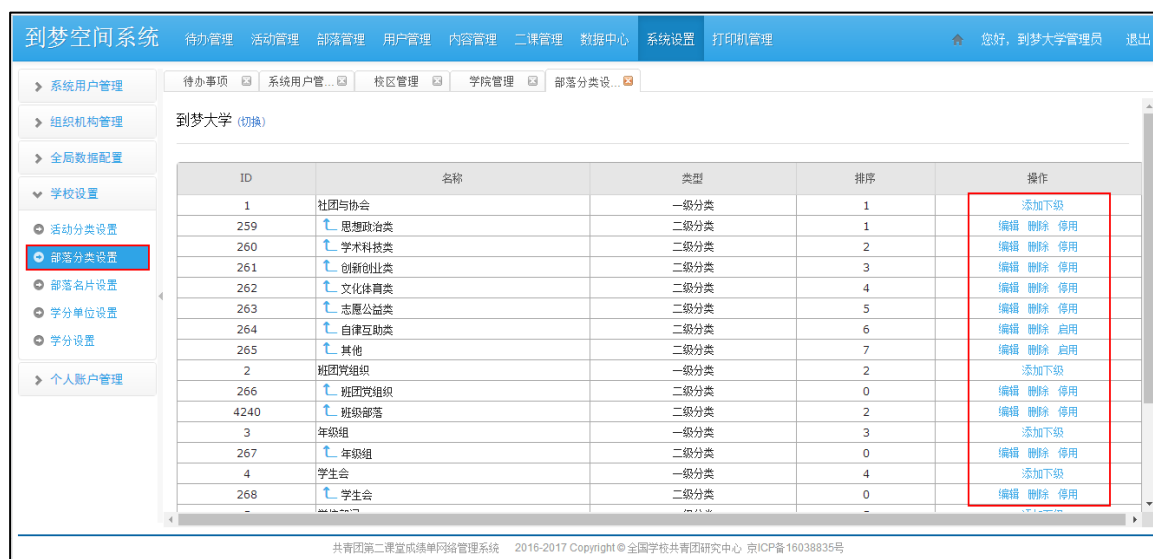 到梦空间系统 待办管理 活动管理 部落管理 用户管理 内容管理 二课管理 数据中心 系统设置 打印机管理 您好，到梦大学管理员 退出
系统用户管理
组织机构管理
全局数据配置
学校设置
活动分类设置
部落分类设置
部落名片设置
学分单位设置
学分设置
个人账户管理
待办事项 系统用户管... 校区管理 学院管理 部落分类设...
到梦大学 (切换)
ID 名称 类型 排序 操作
1 社团与协会 一级分类 1 添加下级
259 思想政治类 二级分类 1 编辑 删除 停用
260 学术科技类 二级分类 2 编辑 删除 停用
261 创新创业类 二级分类 3 编辑 删除 停用
262 文化体育类 二级分类 4 编辑 删除 停用
263 志愿公益类 二级分类 5 编辑 删除 停用
264 自律互助类 二级分类 6 编辑 删除 启用
265 其他 二级分类 7 编辑 删除 启用
2 班团党组织 一级分类 2 添加下级
266 班团党组织 二级分类 0 编辑 删除 停用
4240 班级部落 二级分类 2 编辑 删除 停用
3 年级组 一级分类 3 添加下级
267 年级组 二级分类 0 编辑 删除 停用
4 学生会 一级分类 4 添加下级
268 学生会 二级分类 0 编辑 删除 停用
共青团第二课堂成绩单网络管理系统 2016-2017 Copyright © 全国学校共青团研究中心 京ICP备16038835号